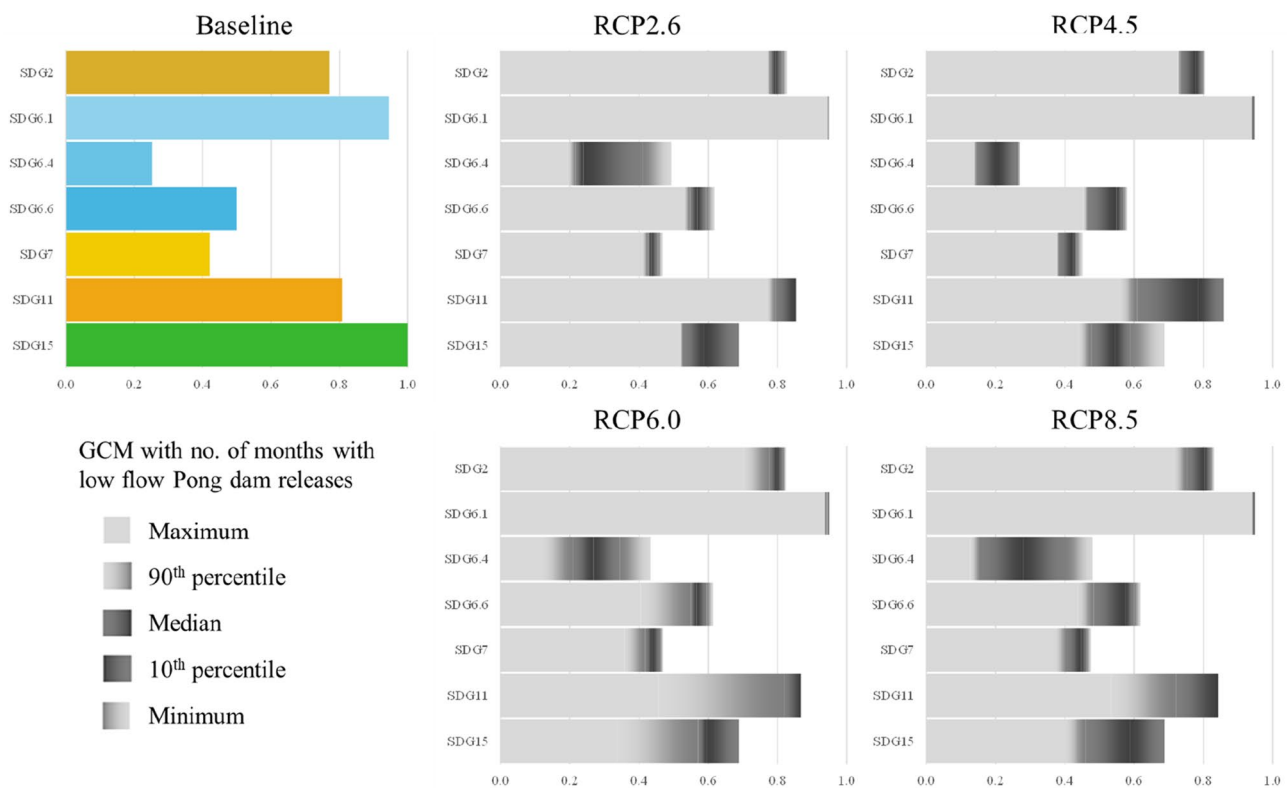 Baseline
RCP2.6
RCP4.5
SDG2
SDG6.1
SDG6.4
SDG6.6
SDG7
SDG11
SDG15
0.0 0.2 0.4 0.6 0.8 1.0
SDG2
SDG6.1
SDG6.4
SDG6.6
SDG7
SDG11
SDG15
0.0 0.2 0.4 0.6 0.8 1.0
SDG2
SDG6.1
SDG6.4
SDG6.6
SDG7
SDG11
SDG15
0.0 0.2 0.4 0.6 0.8 1.0
GCM with no. of months with
low flow Pong dam releases
Maximum
90th percentile
Median
10th percentile
Minimum
RCP6.0
SDG2
SDG6.1
SDG6.4
SDG6.6
SDG7
SDG11
SDG15
0.0 0.2 0.4 0.6 0.8 1.0
RCP8.5
SDG2
SDG6.1
SDG6.4
SDG6.6
SDG7
SDG11
SDG15
0.0 0.2 0.4 0.6 0.8 1.0